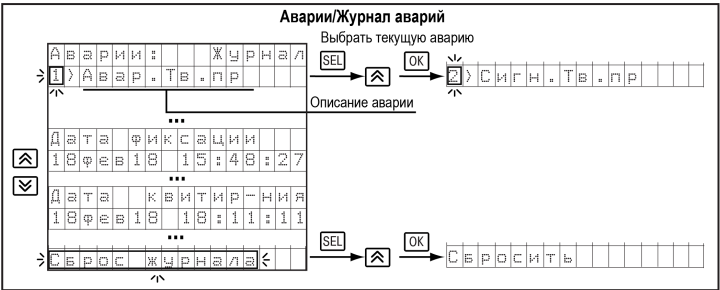 Аварии/Журнал аварий
Выбрать текущую аварию
Аварии: Журнал
SEL
OK
1>Авар.Тв.пр
2>Сигн.Тв.пр
Описание аварии
...
Дата фиксации
18фев18 15:48:27
...
Дата квитир-ния
18фев18 18:11:11
...
SEL
OK
Сброс журнала
Сбросить